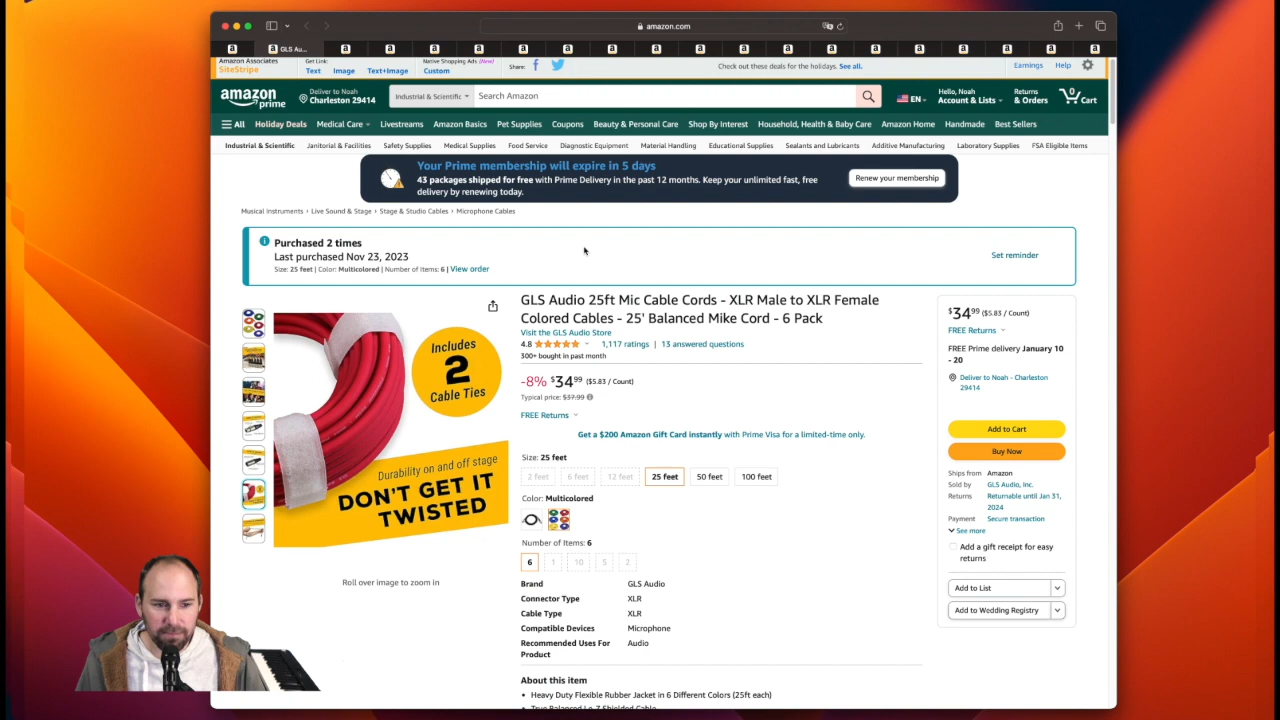 amazon.com
GLS Au...
Amazon Associates
SiteStripe
Get Link:
Text Image Text+Image
Native Shopping Ads (New)
Custom
Share:
Check out these deals for the holidays. See all.
Earnings Help
amazon
prime
Deliver to Noah
Charleston 29414
Industrial & Scientific
Search Amazon
EN
Hello, Noah
Account & Lists
Returns
& Orders
0
Cart
All Holiday Deals Medical Care Livestreams Amazon Basics Pet Supplies Coupons Beauty & Personal Care Shop By Interest Household, Health & Baby Care Amazon Home Handmade Best Sellers
Industrial & Scientific Janitorial & Facilities Safety Supplies Medical Supplies Food Service Diagnostic Equipment Material Handling Educational Supplies Sealants and Lubricants Additive Manufacturing Laboratory Supplies FSA Eligible Items
Your Prime membership will expire in 5 days
43 packages shipped for free with Prime Delivery in the past 12 months. Keep your unlimited fast, free
delivery by renewing today.
Renew your membership
Musical Instruments › Live Sound & Stage › Stage & Studio Cables › Microphone Cables
Purchased 2 times
Last purchased Nov 23, 2023
Size: 25 feet | Color: Multicolored | Number of Items: 6 | View order
Set reminder
Includes
2
Cable Ties
Durability on and off stage
DON'T GET IT
TWISTED
Roll over image to zoom in
GLS Audio 25ft Mic Cable Cords - XLR Male to XLR Female
Colored Cables - 25' Balanced Mike Cord - 6 Pack
Visit the GLS Audio Store
4.8 1,117 ratings | 13 answered questions
300+ bought in past month
-8% $34 99 ($5.83 / Count)
Typical price: $37.99
FREE Returns
Get a $200 Amazon Gift Card instantly with Prime Visa for a limited-time only.
Size: 25 feet
2 feet 6 feet 12 feet 25 feet 50 feet 100 feet
Color: Multicolored
Number of Items: 6
6 1 10 5 2
Brand GLS Audio
Connector Type XLR
Cable Type XLR
Compatible Devices Microphone
Recommended Uses For Audio
Product
About this item
• Heavy Duty Flexible Rubber Jacket in 6 Different Colors (25ft each)
$34 99 ($5.83 / Count)
FREE Returns
FREE Prime delivery January 10
- 20
Deliver to Noah - Charleston
29414
Add to Cart
Buy Now
Ships from Amazon
Sold by GLS Audio, Inc.
Returns Returnable until Jan 31,
2024
Payment Secure transaction
See more
Add a gift receipt for easy
returns
Add to List
Add to Wedding Registry